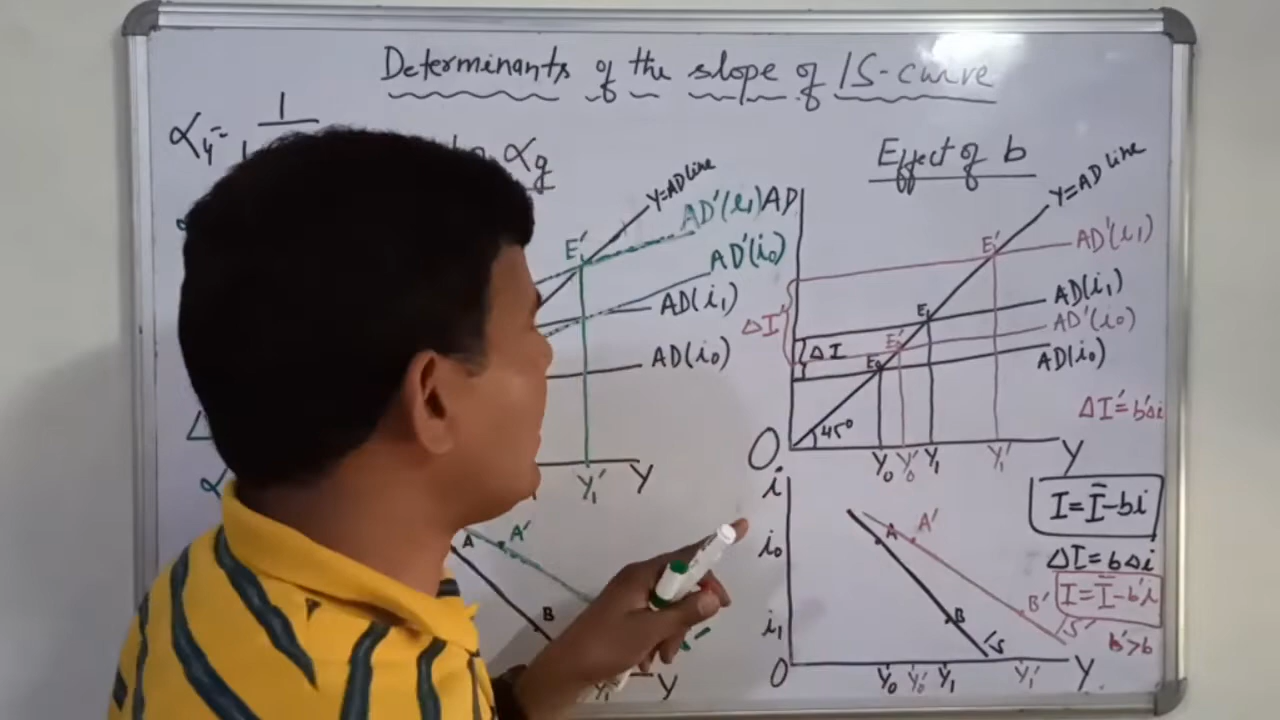 Determinants of the slope of IS-curve
αg = 1
αg
Y=AD line
AD'(i1)
AD'(i0)
E1'
AD(i1)
AD(i0)
Y1' Y
A A'
B
Y
Effect of b
AD
Y=AD line
E1' AD'(i1)
AD(i1)
E1
AD'(i0)
ΔI'
ΔI E0'
E0 AD(i0)
45°
ΔI'=b'Δi
O Y0 Y0' Y1 Y1' Y
i
I=Ī-bi
i0 A A'
ΔI=bΔi
I=Ī-b'i
B B'
i1 IS IS'
b'>b
O Y0 Y0' Y1 Y1' Y